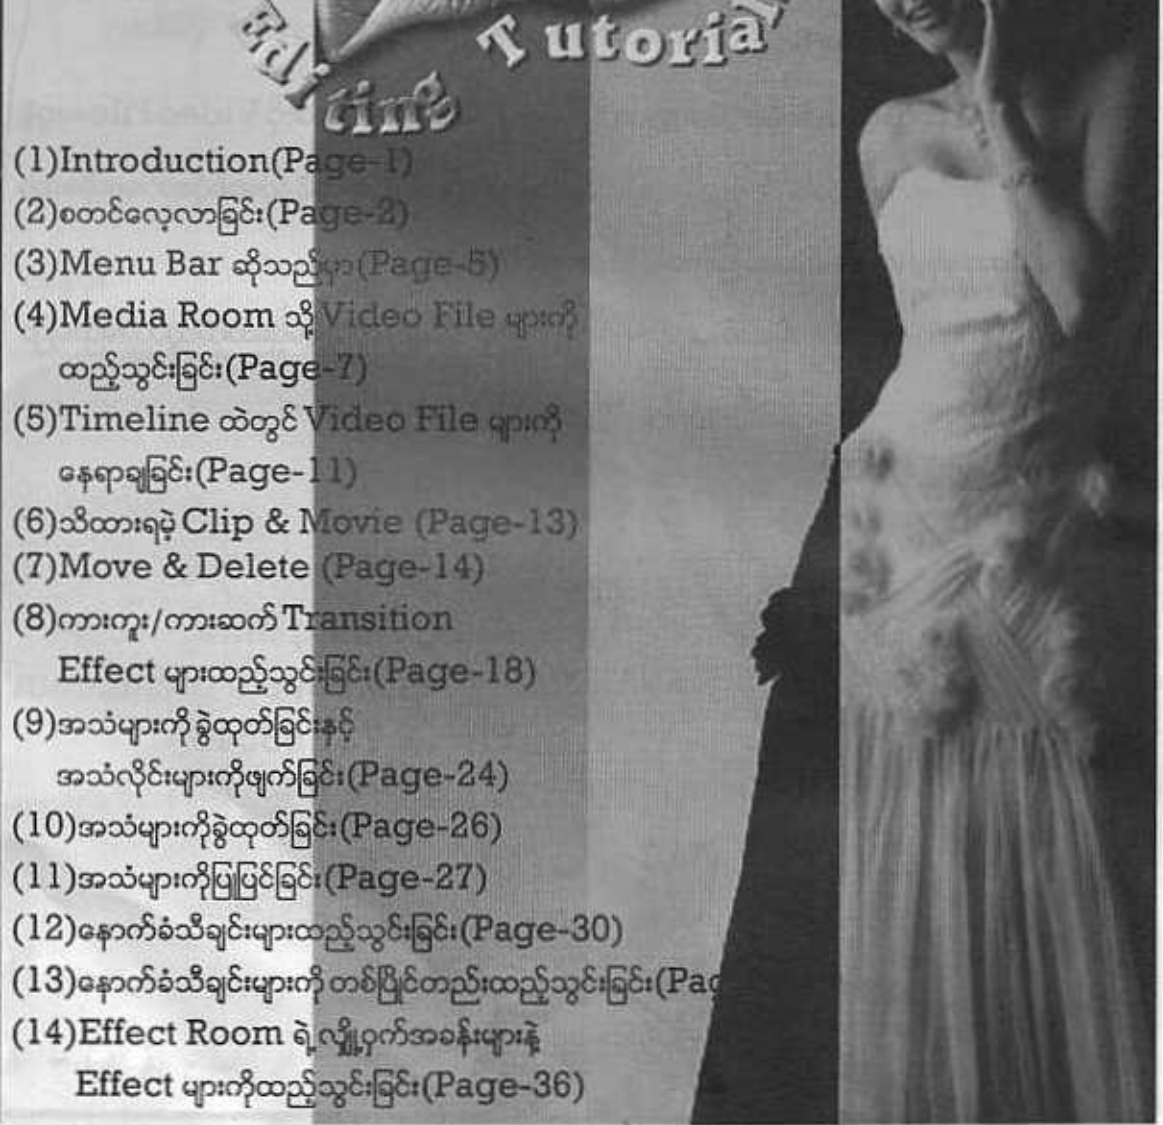 Editing Tutorial
(1)Introduction(Page-1)
(2)စတင်လေ့လာခြင်း(Page-2)
(3)Menu Bar ဆိုသည်မှာ(Page-5)
(4)Media Room သို့ Video File များကို
ထည့်သွင်းခြင်း(Page-7)
(5)Timeline ထဲတွင် Video File များကို
နေရာချခြင်း(Page-11)
(6)သိထားရမဲ့ Clip & Movie (Page-13)
(7)Move & Delete (Page-14)
(8)ကားကူး/ကားဆက် Transition
Effect များထည့်သွင်းခြင်း(Page-18)
(9)အသံများကို ခွဲထုတ်ခြင်းနှင့်
အသံလိုင်းများကိုဖျက်ခြင်း(Page-24)
(10)အသံများကိုခွဲထုတ်ခြင်း(Page-26)
(11)အသံများကိုပြုပြင်ခြင်း(Page-27)
(12)နောက်ခံသီချင်းများထည့်သွင်းခြင်း(Page-30)
(13)နောက်ခံသီချင်းများကို တစ်ပြိုင်တည်းထည့်သွင်းခြင်း(Pag
(14)Effect Room ရဲ့ လျှို့ဝှက်အခန်းများနဲ့
Effect များကိုထည့်သွင်းခြင်း(Page-36)